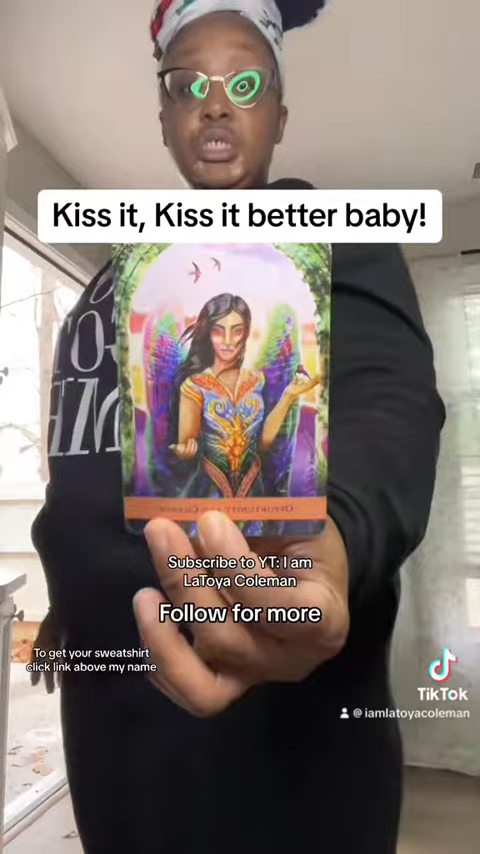 Kiss it, Kiss it better baby!
Subscribe to YT: I am
LaToya Coleman
Follow for more
To get your sweatshirt
click link above my name
TikTok
@iamlatoyacoleman